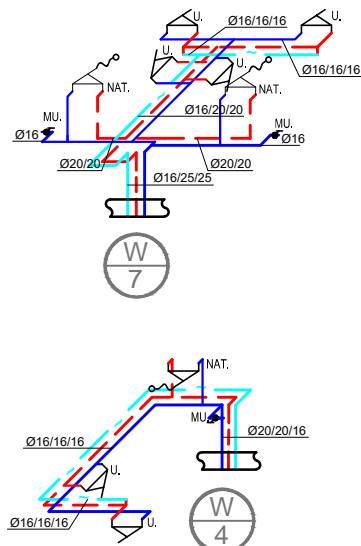 U.
Ø16/16/16
U.
Ø16/16/16
U.
NAT.
NAT.
Ø16/20/20
MU.
MU.
Ø16
Ø16
Ø20/20
Ø20/20
Ø16/25/25
W
7
NAT.
MU.
Ø16/16/16
Ø20/20/16
U.
Ø16/16/16
U.
W
4